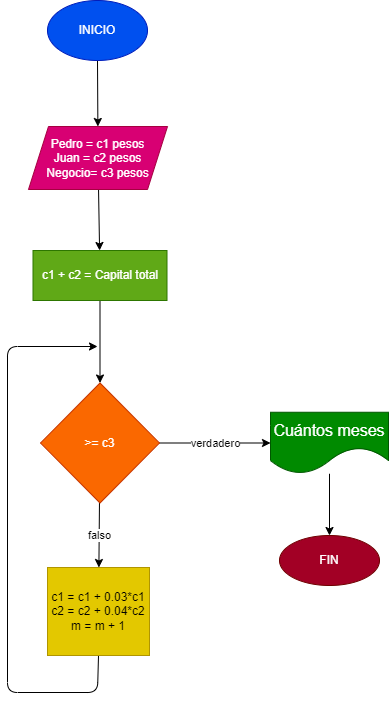 INICIO
Pedro = c1 pesos
Juan = c2 pesos
Negocio= c3 pesos
c1 + c2 = Capital total
>= c3
verdadero
Cuántos meses
falso
FIN
c1 = c1 + 0.03*c1
c2 = c2 + 0.04*c2
m = m + 1